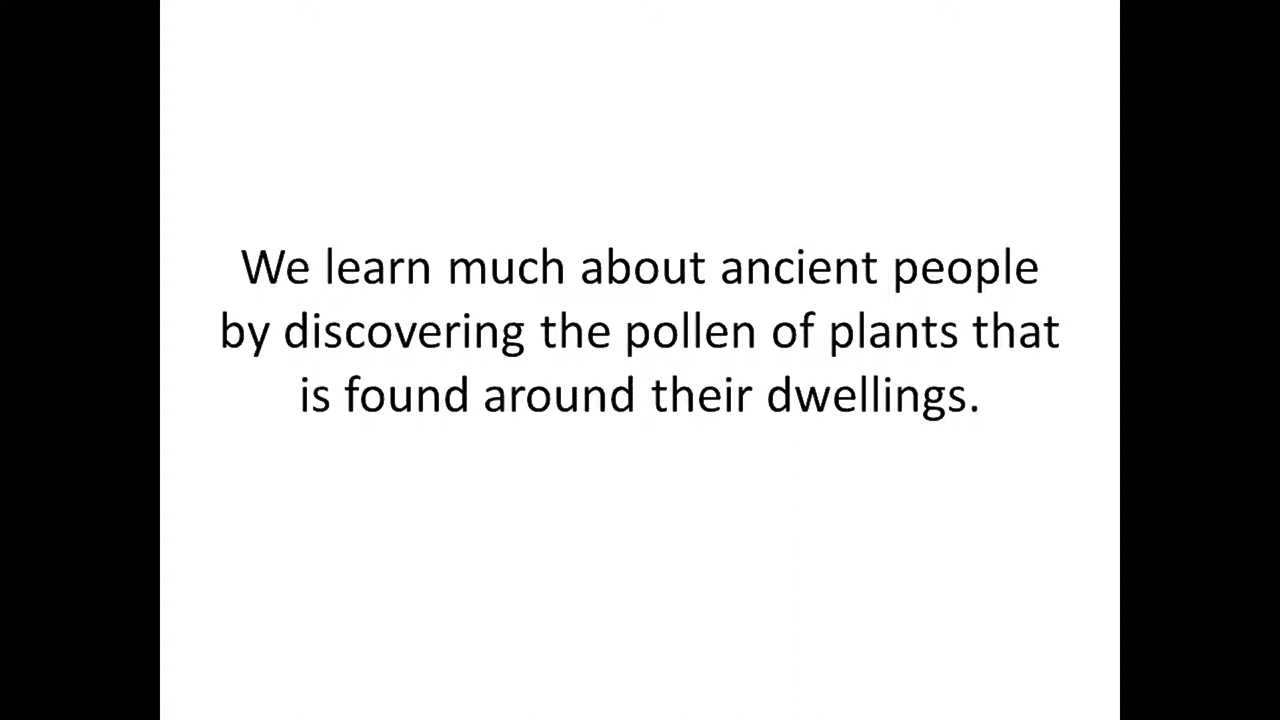 We learn much about ancient people
by discovering the pollen of plants that
is found around their dwellings.